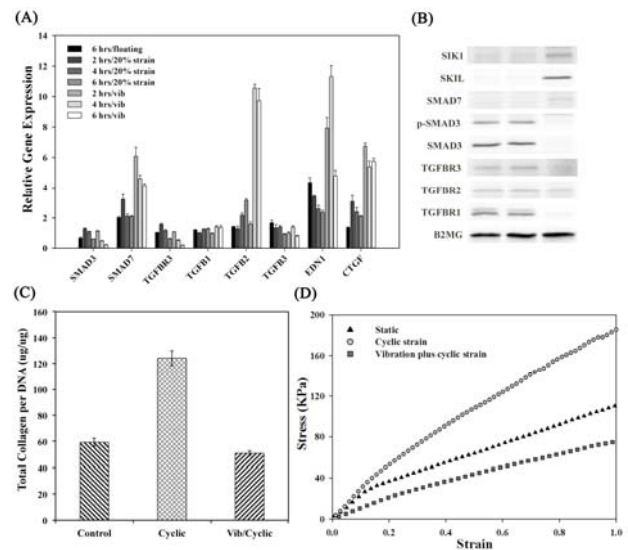 (A)
14
12
10
8
6
4
2
0
Relative Gene Expression
6 hrs/floating
2 hrs/20% strain
4 hrs/20% strain
6 hrs/20% strain
2 hrs/vib
4 hrs/vib
6 hrs/vib
SMAD3
SMAD7
TGFBR3
TGFB1
TGFB2
TGFB3
EDN1
CTGF
(B)
SIK1
SKIL
SMAD7
p-SMAD3
SMAD3
TGFBR3
TGFBR2
TGFBR1
B2MG
(C)
160
140
120
100
80
60
40
20
0
Total Collagen per DNA (ug/ug)
Control
Cyclic
Vib/Cyclic
(D)
200
160
120
80
40
0
Stress (KPa)
Static
Cyclic strain
Vibration plus cyclic strain
0.0
0.2
0.4
0.6
0.8
1.0
Strain